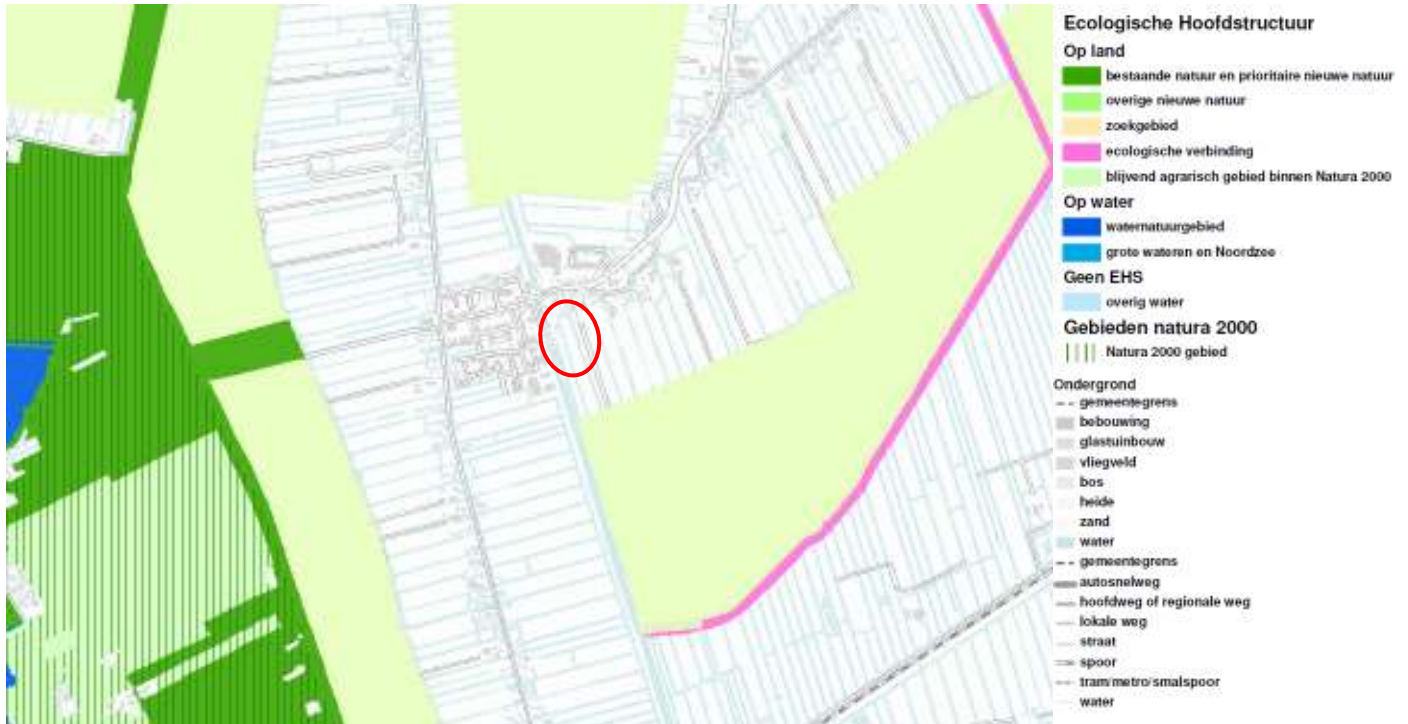 Ecologische Hoofdstructuur
Op land
bestaande natuur en prioritaire nieuwe natuur
overige nieuwe natuur
zoekgebied
ecologische verbinding
blijvend agrarisch gebied binnen Natura 2000
Op water
waternatuurgebied
grote wateren en Noordzee
Geen EHS
overig water
Gebieden natura 2000
Natura 2000 gebied
Ondergrond
gemeentegrens
bebouwing
glastuinbouw
vliegveld
bos
heide
zand
water
gemeentegrens
autosnelweg
hoofdweg of regionale weg
lokale weg
straat
spoor
tram/metro/smalspoor
water